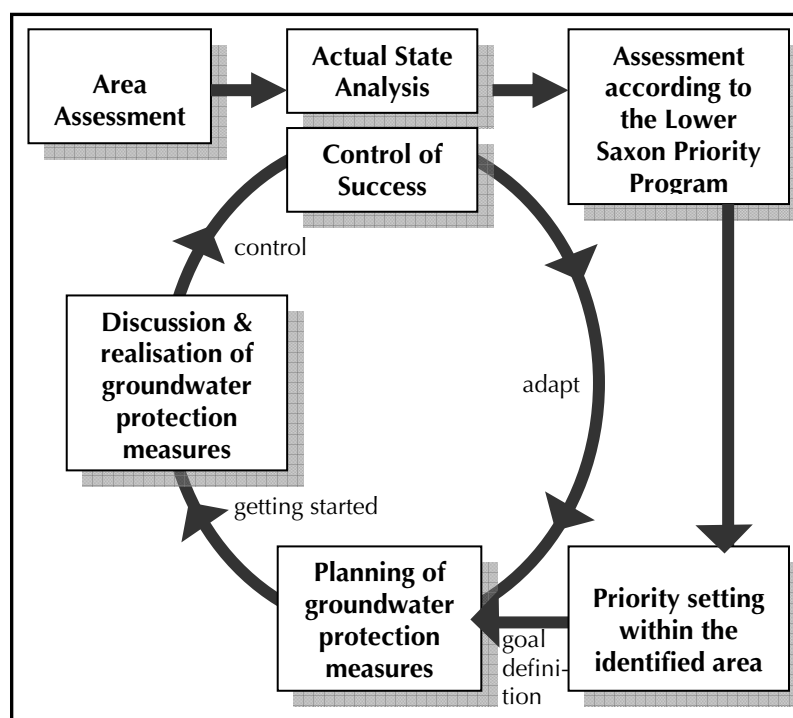 Area
Assessment
Actual State
Analysis
Assessment
according to
the Lower
Saxon Priority
Program
Control of
Success
control
Discussion &
realisation of
groundwater
protection
measures
adapt
getting started
Planning of
groundwater
protection
measures
goal
defini-
tion
Priority setting
within the
identified area